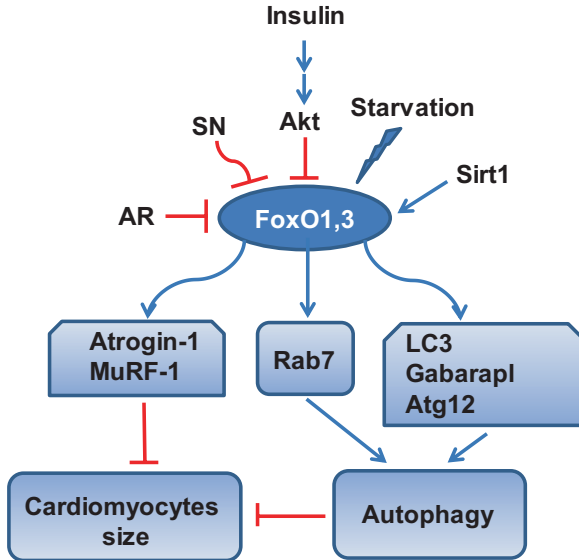 Insulin
Starvation
SN
Akt
Sirt1
AR
FoxO1,3
Atrogin-1
MuRF-1
Rab7
LC3
Gabarapl
Atg12
Cardiomyocytes
size
Autophagy